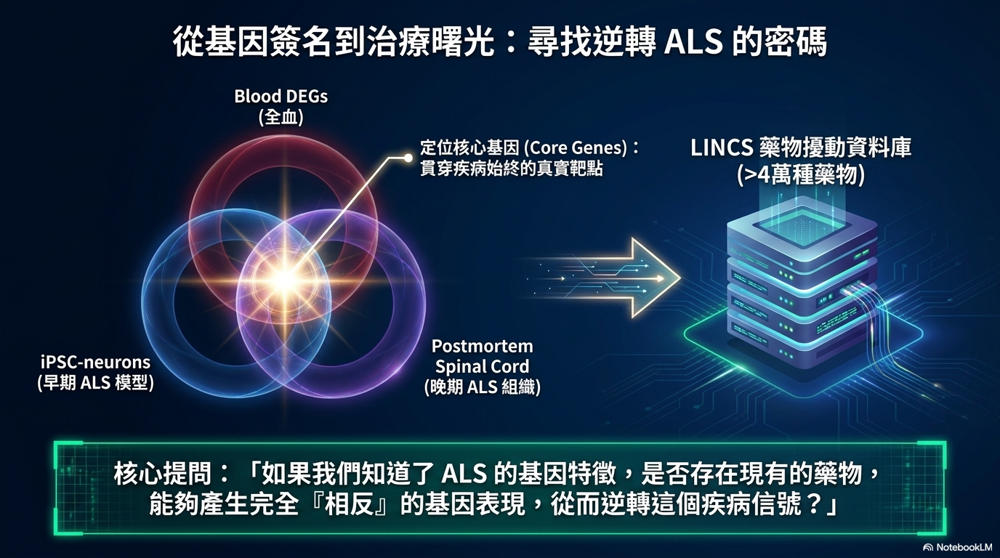 從基因簽名到治療曙光：尋找逆轉 ALS 的密碼
Blood DEGs
(全血)
定位核心基因 (Core Genes)：
貫穿疾病始終的真實靶點
LINCS 藥物擾動資料庫
(>4萬種藥物)
iPSC-neurons
(早期 ALS 模型)
Postmortem
Spinal Cord
(晚期 ALS 組織)
核心提問：「如果我們知道了 ALS 的基因特徵，是否存在現有的藥物，
能夠產生完全『相反』的基因表現，從而逆轉這個疾病信號？」
NotebookLM